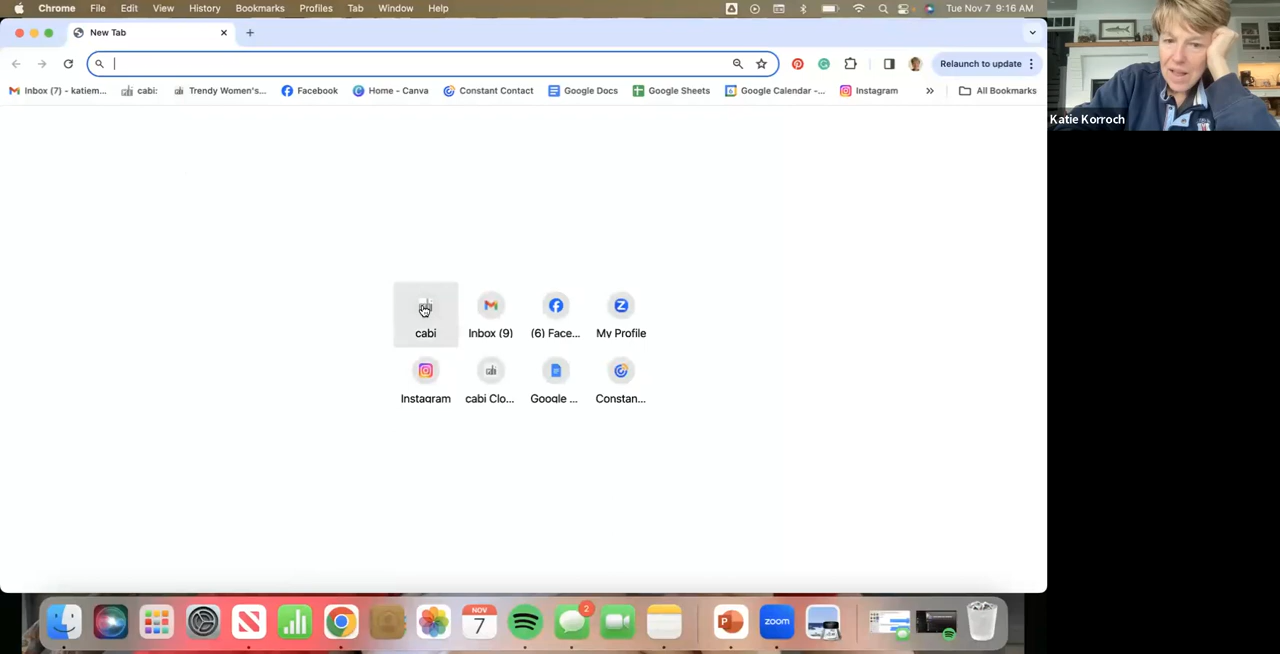 Chrome File Edit View History Bookmarks Profiles Tab Window Help Tue Nov 7 9:16 AM
New Tab
Relaunch to update
Inbox (7) - katiem... cabi: Trendy Women's... Facebook Home - Canva Constant Contact Google Docs Google Sheets Google Calendar -... Instagram » All Bookmarks
Katie Korroch
cabi Inbox (9) (6) Face... My Profile
Instagram cabi Clo... Google ... Constan...
NOV
7
2
zoom